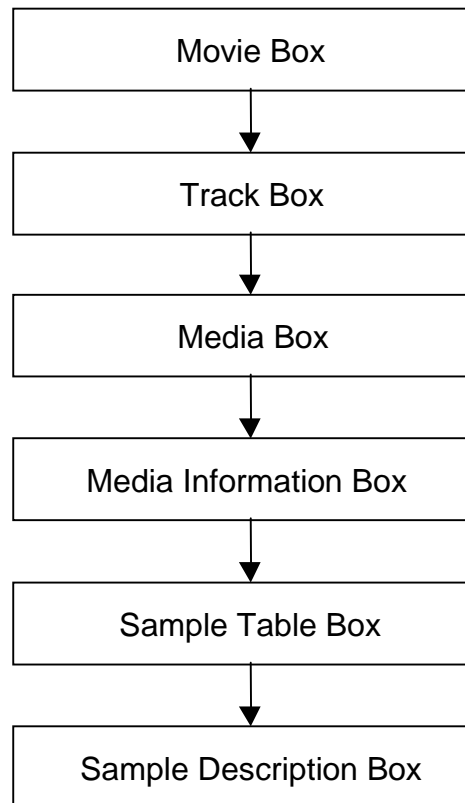 Movie Box
Track Box
Media Box
Media Information Box
Sample Table Box
Sample Description Box